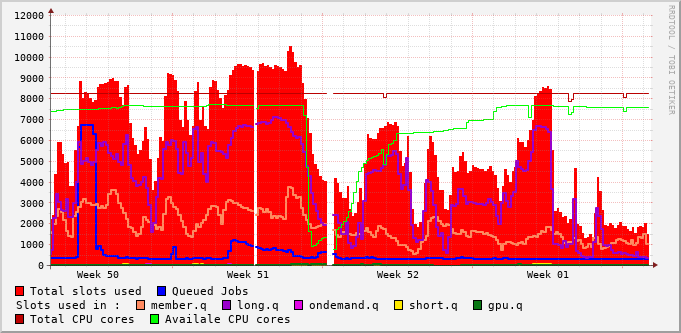 12000
11000
10000
9000
8000
7000
6000
5000
4000
3000
2000
1000
0
Week 50 Week 51 Week 52 Week 01
RRDTOOL / TOBI OETIKER
Total slots used Queued Jobs
Slots used in : member.q long.q ondemand.q short.q gpu.q
Total CPU cores Availale CPU cores